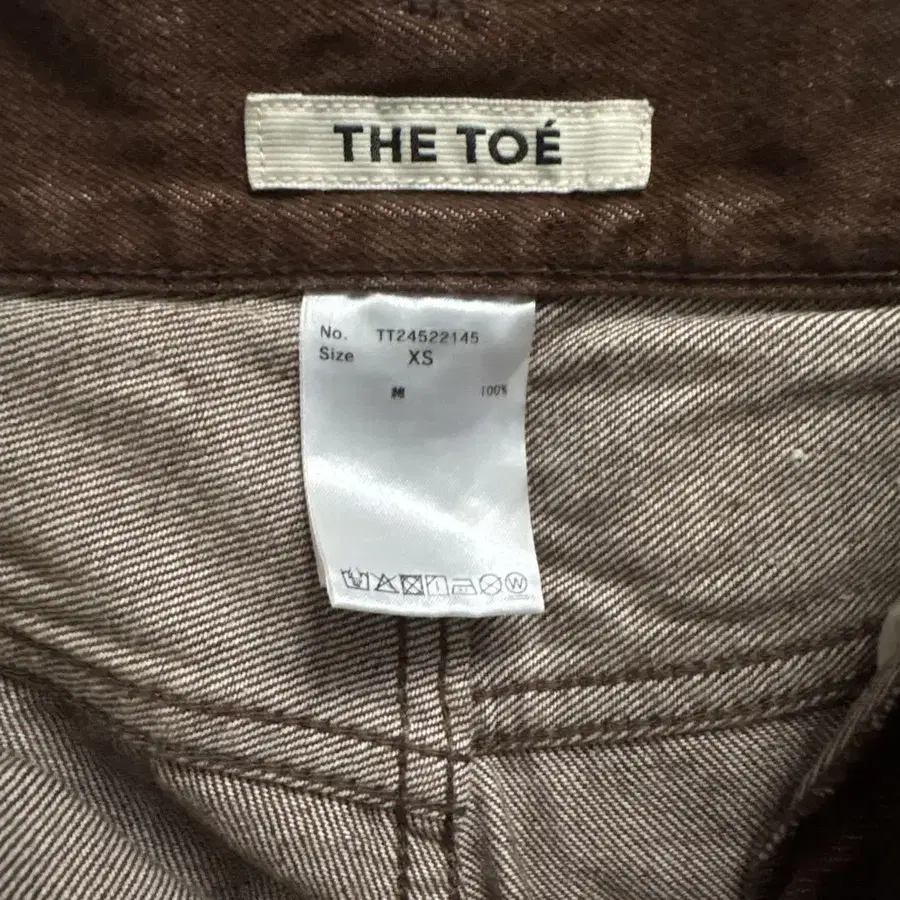 THE TOÉ
No. TT24522145
Size XS
綿 100%
W